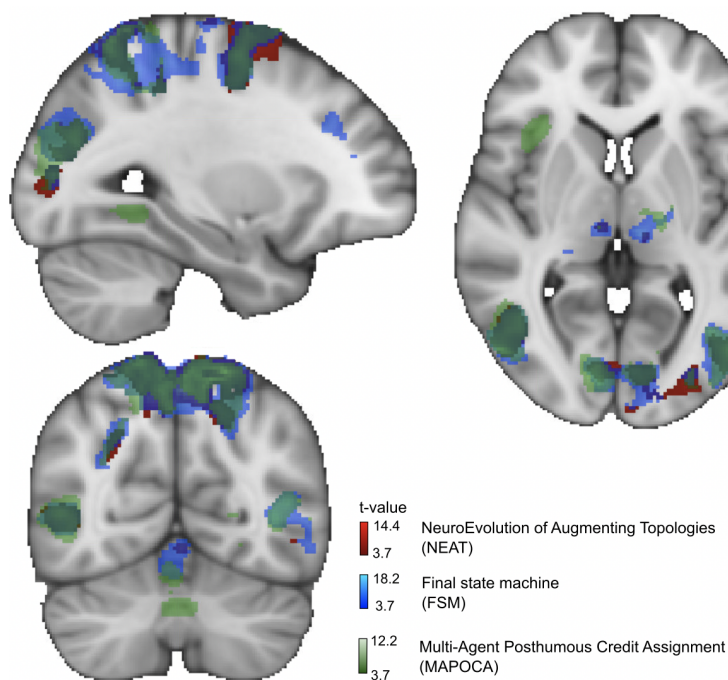 t-value
14.4
3.7
NeuroEvolution of Augmenting Topologies
(NEAT)
18.2
3.7
Final state machine
(FSM)
12.2
3.7
Multi-Agent Posthumous Credit Assignment
(MAPOCA)